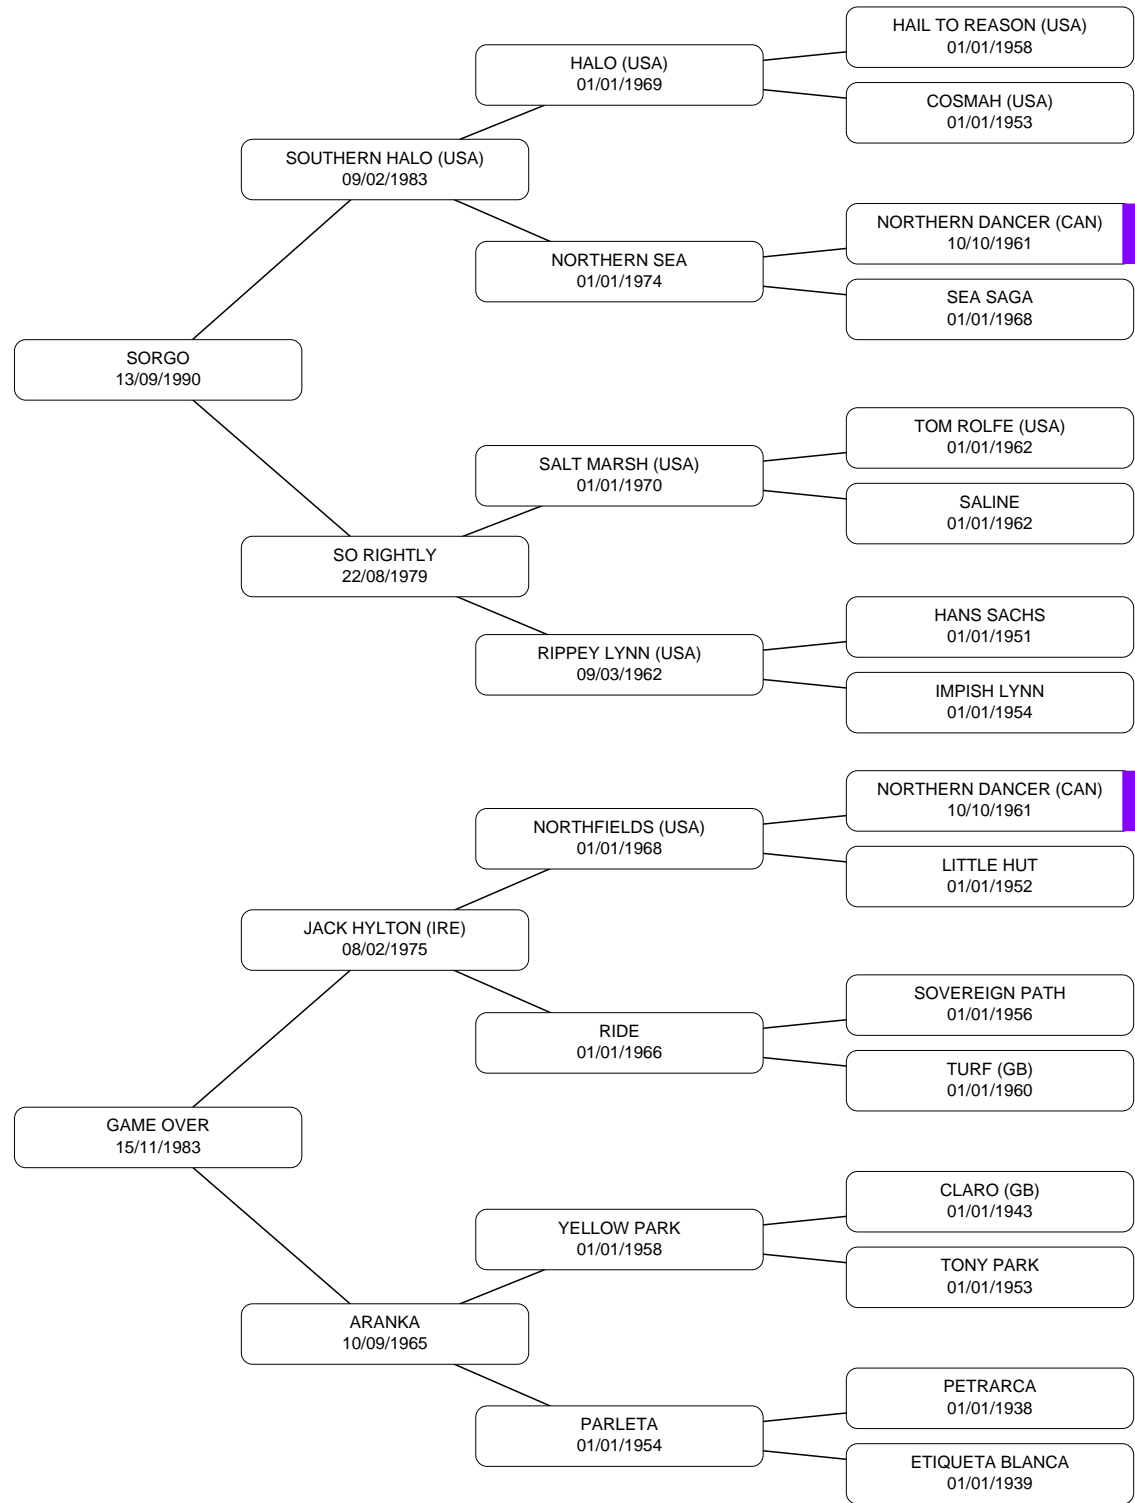 HAIL TO REASON (USA)
01/01/1958
HALO (USA)
01/01/1969
COSMAH (USA)
01/01/1953
SOUTHERN HALO (USA)
09/02/1983
NORTHERN DANCER (CAN)
10/10/1961
NORTHERN SEA
01/01/1974
SEA SAGA
01/01/1968
SORGO
13/09/1990
TOM ROLFE (USA)
01/01/1962
SALT MARSH (USA)
01/01/1970
SALINE
01/01/1962
SO RIGHTLY
22/08/1979
HANS SACHS
01/01/1951
RIPPEY LYNN (USA)
09/03/1962
IMPISH LYNN
01/01/1954
NORTHERN DANCER (CAN)
10/10/1961
NORTHFIELDS (USA)
01/01/1968
LITTLE HUT
01/01/1952
JACK HYLTON (IRE)
08/02/1975
SOVEREIGN PATH
01/01/1956
RIDE
01/01/1966
TURF (GB)
01/01/1960
GAME OVER
15/11/1983
CLARO (GB)
01/01/1943
YELLOW PARK
01/01/1958
TONY PARK
01/01/1953
ARANKA
10/09/1965
PETRARCA
01/01/1938
PARLETA
01/01/1954
ETIQUETA BLANCA
01/01/1939